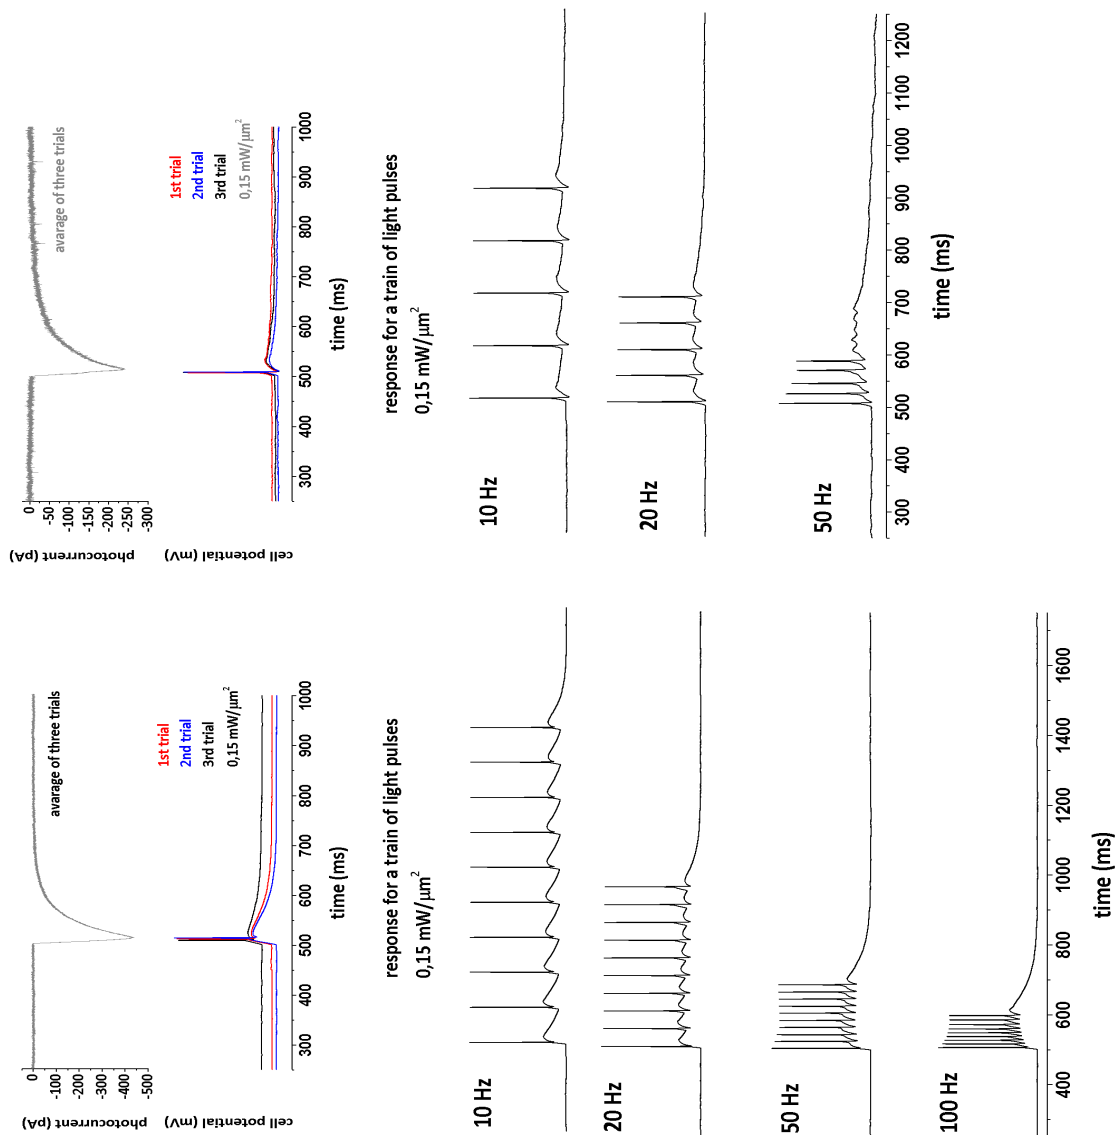 photocurrent (pA)
0
-50
-100
-150
-200
-250
-300
avarage of three trials
cell potential (mV)
1st trial
2nd trial
3rd trial
0,15 mW/μm²
300 400 500 600 700 800 900 1000
time (ms)
response for a train of light pulses
0,15 mW/μm²
10 Hz
20 Hz
50 Hz
300 400 500 600 700 800 900 1000 1100 1200
time (ms)
photocurrent (pA)
0
-100
-200
-300
-400
-500
avarage of three trials
cell potential (mV)
1st trial
2nd trial
3rd trial
0,15 mW/μm²
300 400 500 600 700 800 900 1000
time (ms)
response for a train of light pulses
0,15 mW/μm²
10 Hz
20 Hz
50 Hz
100 Hz
400 600 800 1000 1200 1400 1600
time (ms)